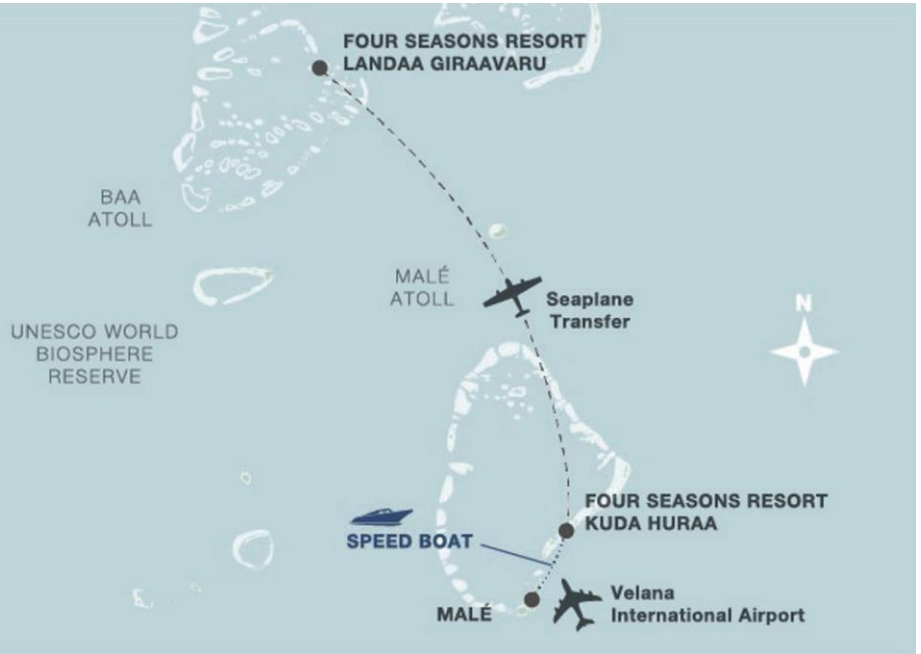 FOUR SEASONS RESORT
LANDAA GIRAAVARU
BAA
ATOLL
MALÉ
ATOLL
Seaplane
Transfer
N
UNESCO WORLD
BIOSPHERE
RESERVE
FOUR SEASONS RESORT
KUDA HURAA
SPEED BOAT
MALÉ
Velana
International Airport